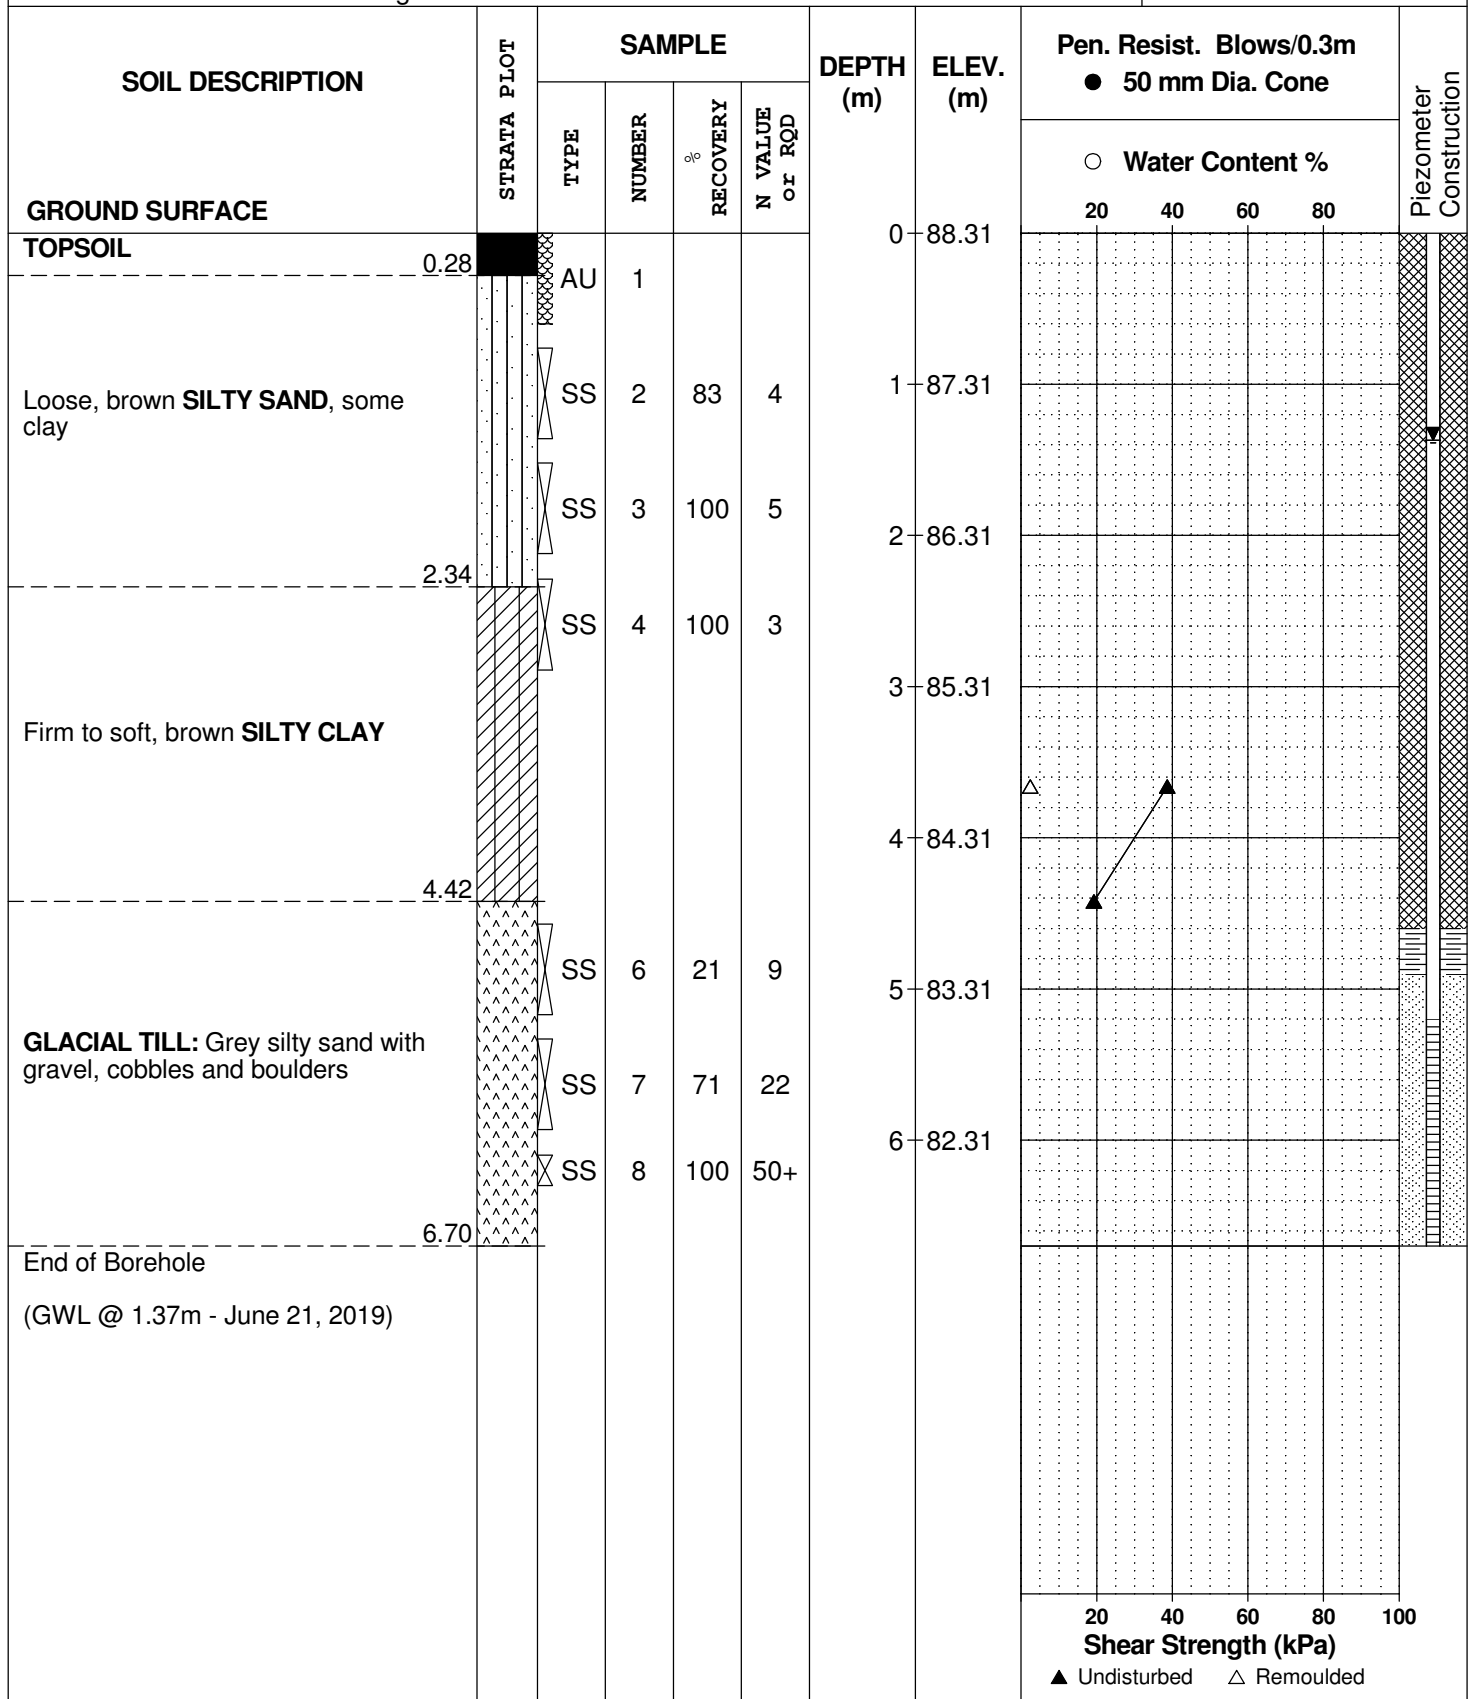 SOIL DESCRIPTION
GROUND SURFACE
STRATA PLOT
SAMPLE
TYPE
NUMBER
%
RECOVERY
N VALUE
or RQD
DEPTH
(m)
ELEV.
(m)
Pen. Resist. Blows/0.3m
● 50 mm Dia. Cone
○ Water Content %
20 40 60 80
Piezometer
Construction
TOPSOIL
0.28
AU 1
0 88.31
Loose, brown SILTY SAND, some
clay
SS 2 83 4
1 87.31
SS 3 100 5
2 86.31
2.34
SS 4 100 3
3 85.31
Firm to soft, brown SILTY CLAY
4 84.31
4.42
SS 6 21 9
5 83.31
GLACIAL TILL: Grey silty sand with
gravel, cobbles and boulders
SS 7 71 22
6 82.31
SS 8 100 50+
6.70
End of Borehole
(GWL @ 1.37m - June 21, 2019)
20 40 60 80 100
Shear Strength (kPa)
▲ Undisturbed △ Remoulded